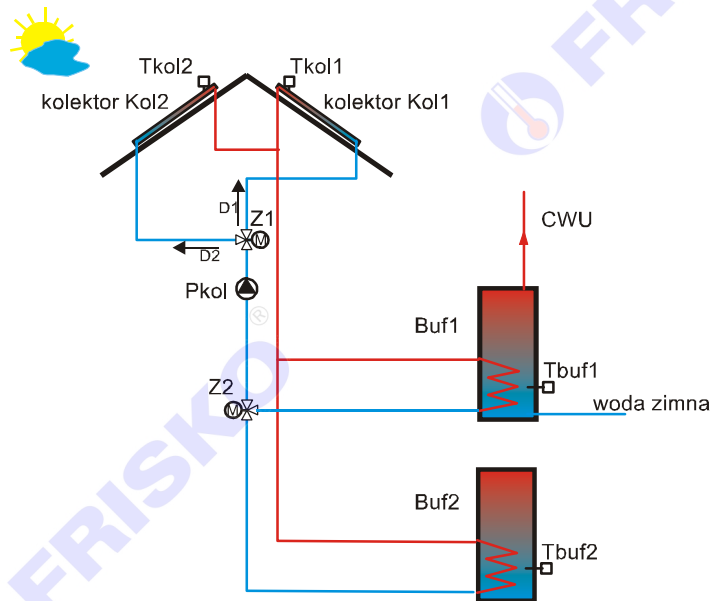 Tkol2
Tkol1
kolektor Kol2
kolektor Kol1
D1
Z1
D2
M
CWU
Pkol
®
Buf1
Z2
Tbuf1
M
woda zimna
Buf2
Tbuf2
FRISKO
FRISKO